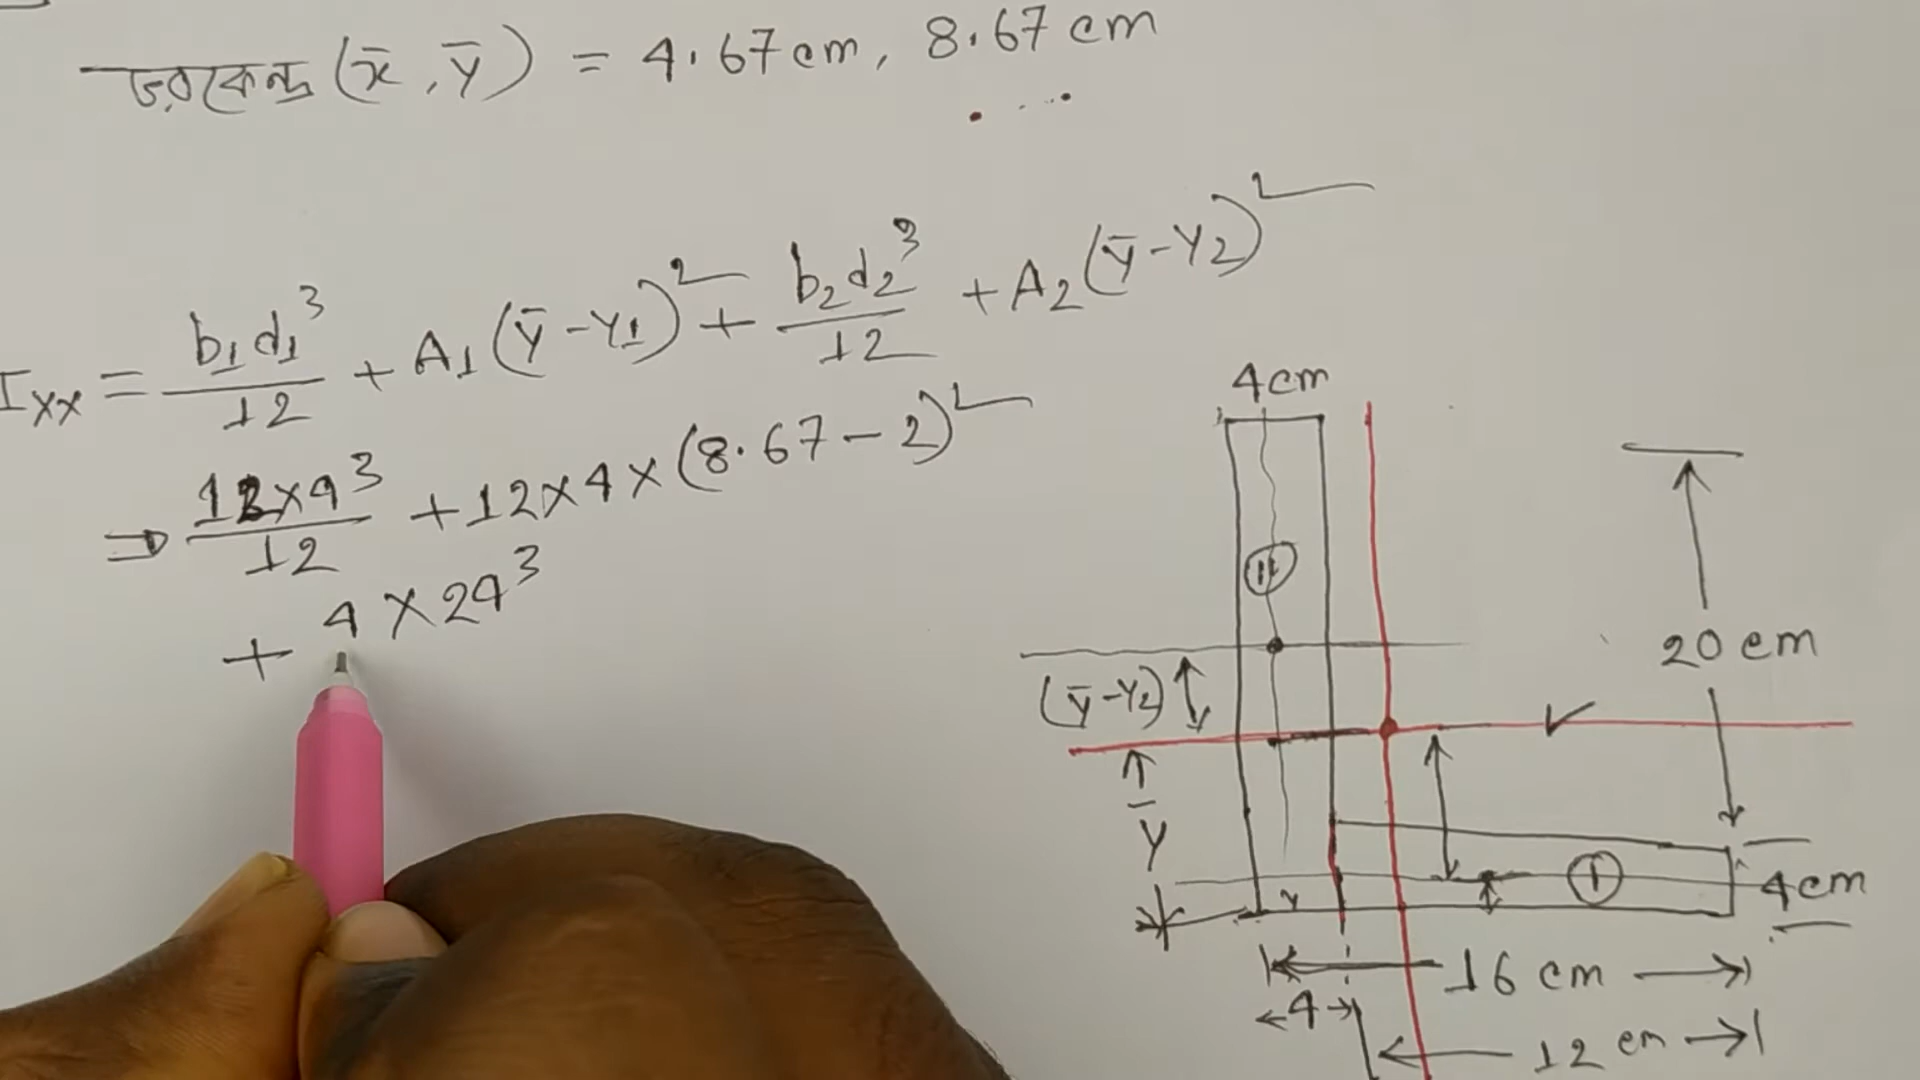 ভরকেন্দ্র (x̄, ȳ) = 4.67 cm, 8.67 cm
Ixx = b₁d₁³/12 + A₁(ȳ-y₁)² + b₂d₂³/12 + A₂(ȳ-y₂)²
⇒ 12×4³/12 + 12×4×(8.67-2)²
+ 4×24³
4cm
II
20 cm
(ȳ-y₂)
ȳ
I
4cm
16 cm
4
12 cm